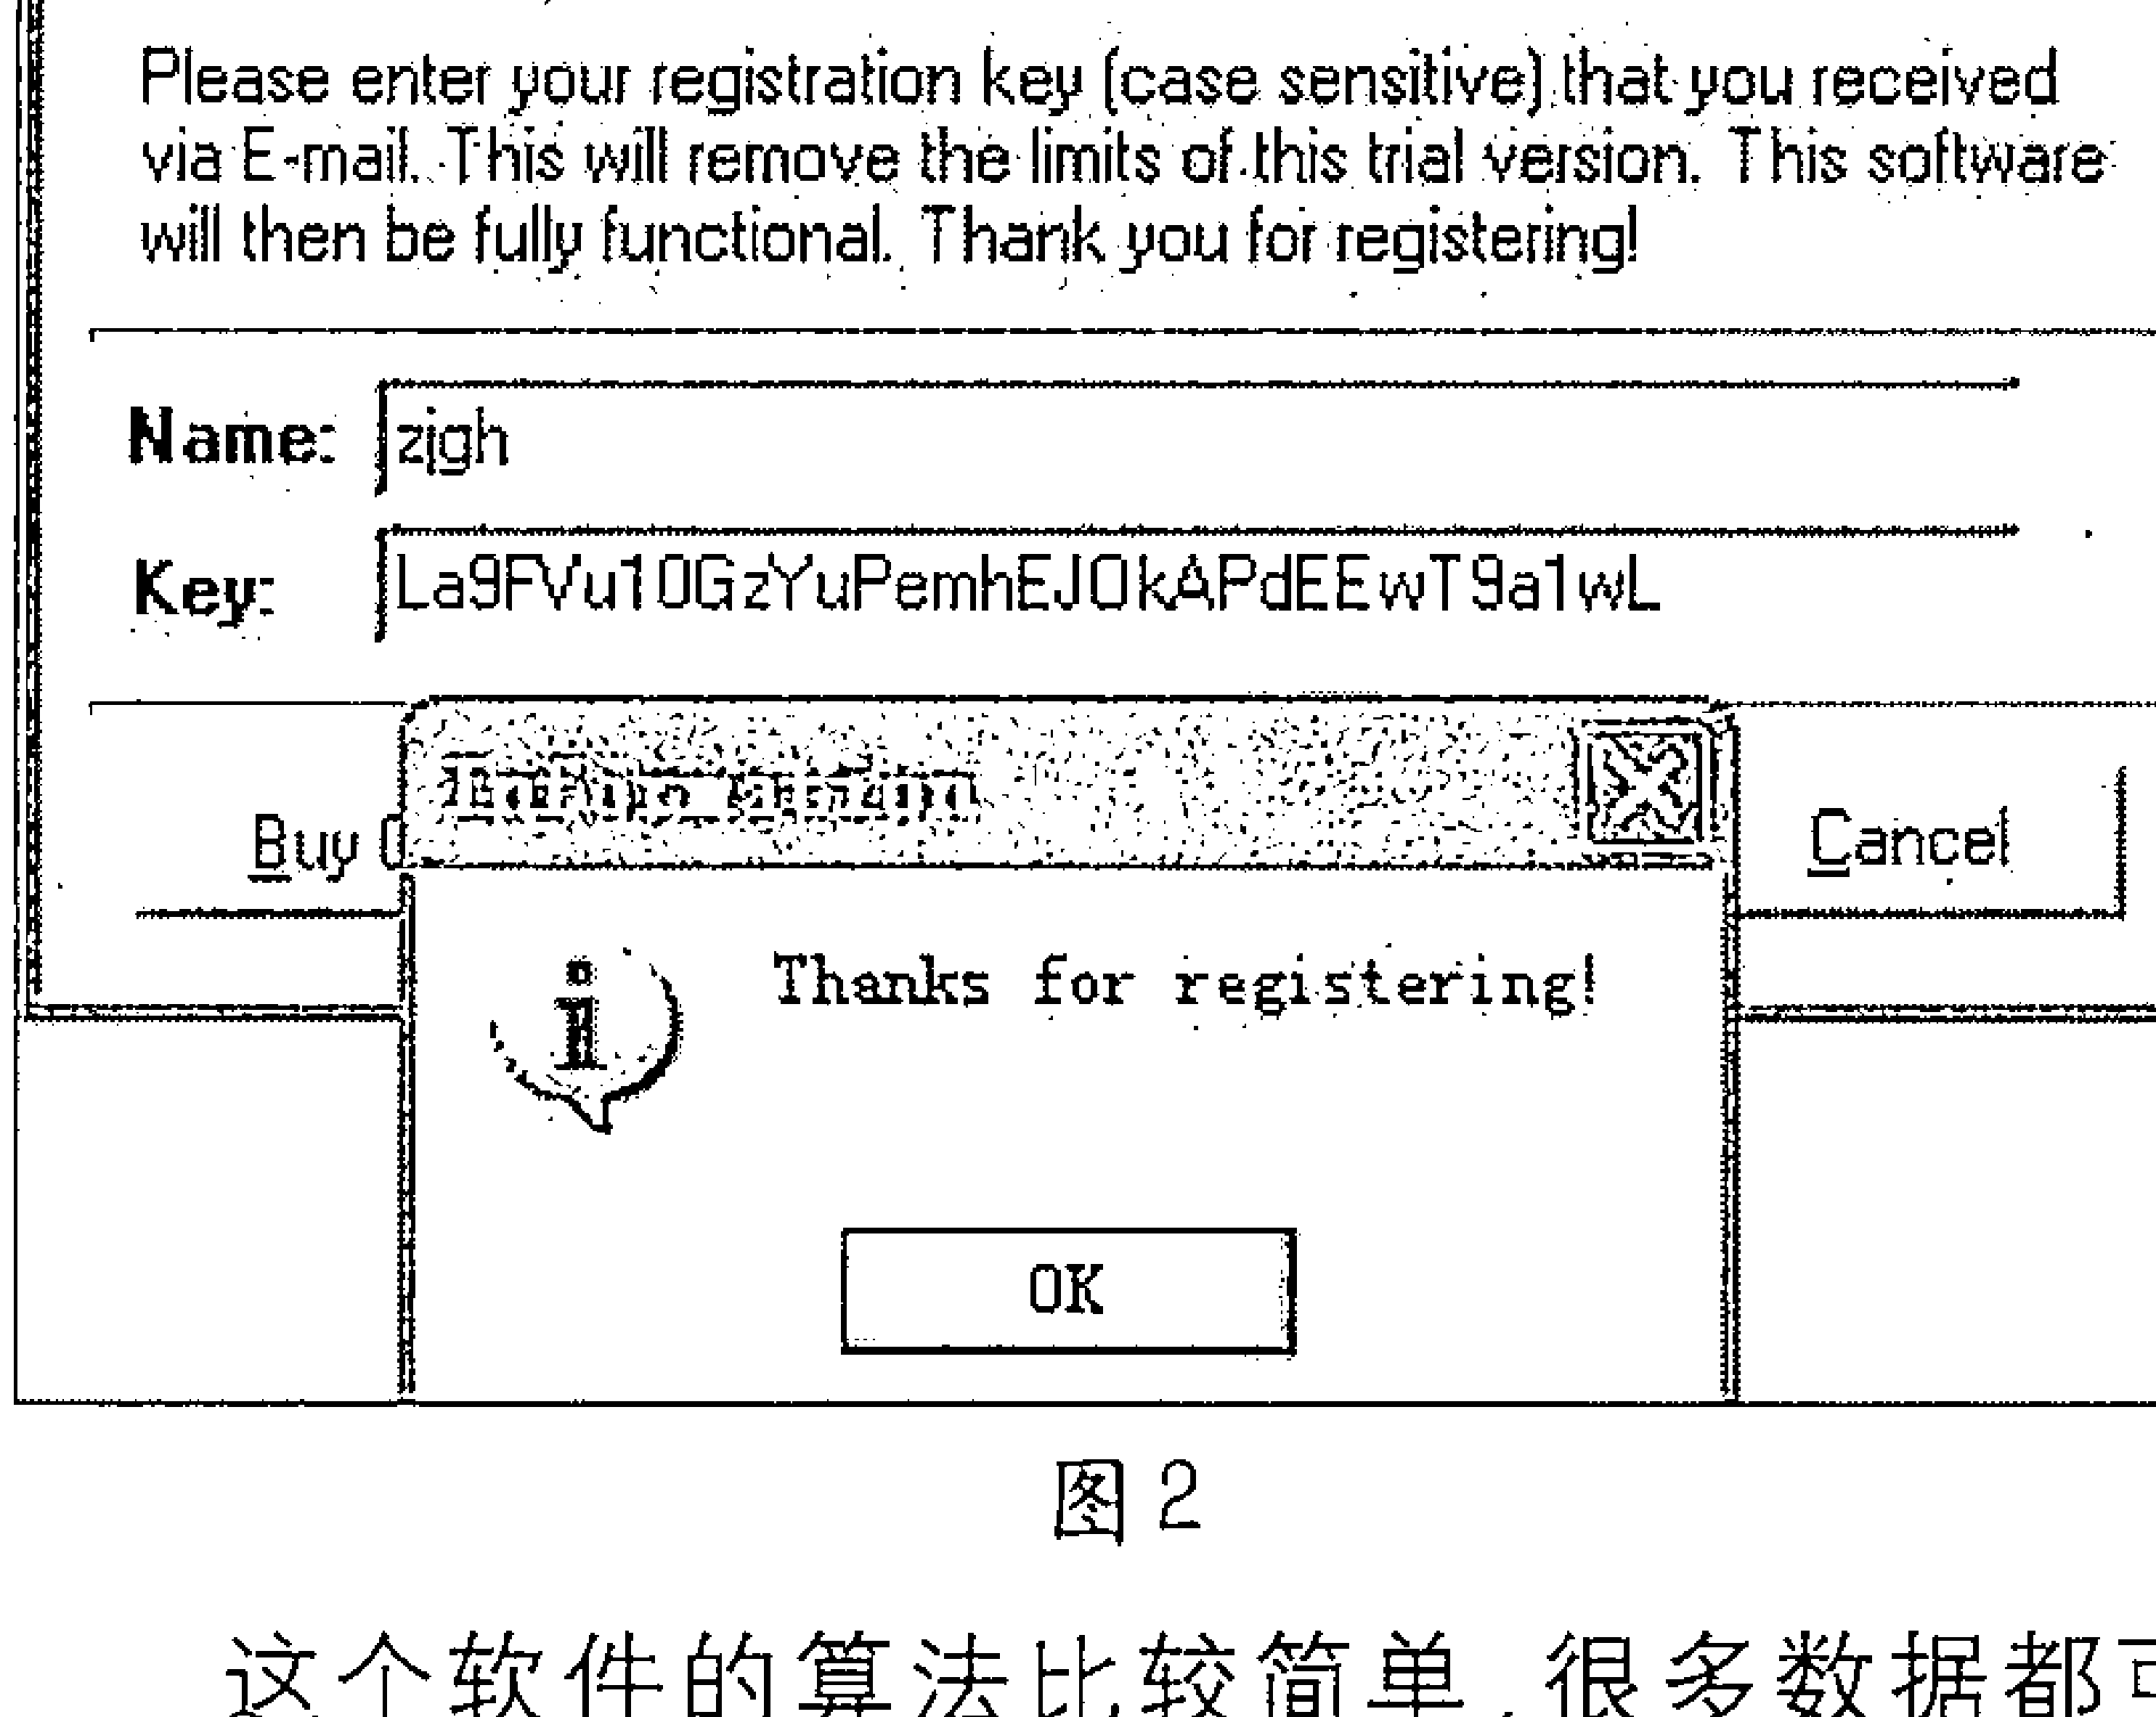 Please enter your registration key (case sensitive) that you received
via E-mail. This will remove the limits of this trial version. This software
will then be fully functional. Thank you for registering!
Name: zjgh
Key: La9FVu10GzYuPemhEJOkAPdEEwT9a1wL
Buy
Cancel
Thanks for registering!
OK
图 2
这个软件的算法比较简单,很多数据都可